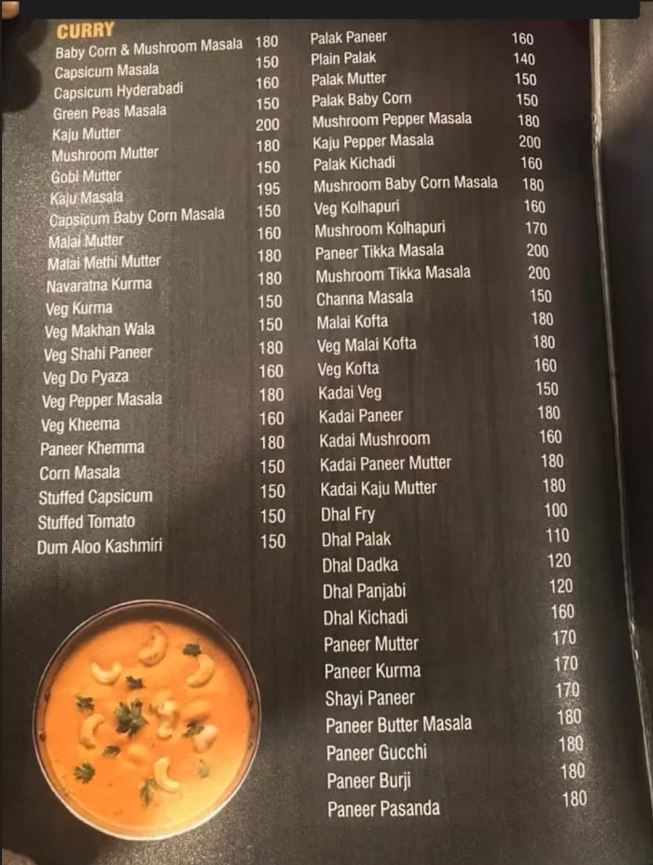 CURRY
Baby Corn & Mushroom Masala 180
Capsicum Masala 150
Capsicum Hyderabadi 160
Green Peas Masala 150
Kaju Mutter 200
Mushroom Mutter 180
Gobi Mutter 150
Kaju Masala 195
Capsicum Baby Corn Masala 150
Malai Mutter 160
Malai Methi Mutter 180
Navaratna Kurma 180
Veg Kurma 150
Veg Makhan Wala 150
Veg Shahi Paneer 180
Veg Do Pyaza 160
Veg Pepper Masala 180
Veg Kheema 160
Paneer Khemma 180
Corn Masala 150
Stuffed Capsicum 150
Stuffed Tomato 150
Dum Aloo Kashmiri 150
Palak Paneer 160
Plain Palak 140
Palak Mutter 150
Palak Baby Corn 150
Mushroom Pepper Masala 180
Kaju Pepper Masala 200
Palak Kichadi 160
Mushroom Baby Corn Masala 180
Veg Kolhapuri 160
Mushroom Kolhapuri 170
Paneer Tikka Masala 200
Mushroom Tikka Masala 200
Channa Masala 150
Malai Kofta 180
Veg Malai Kofta 180
Veg Kofta 160
Kadai Veg 150
Kadai Paneer 180
Kadai Mushroom 160
Kadai Paneer Mutter 180
Kadai Kaju Mutter 180
Dhal Fry 100
Dhal Palak 110
Dhal Dadka 120
Dhal Panjabi 120
Dhal Kichadi 160
Paneer Mutter 170
Paneer Kurma 170
Shayi Paneer 170
Paneer Butter Masala 180
Paneer Gucchi 180
Paneer Burji 180
Paneer Pasanda 180